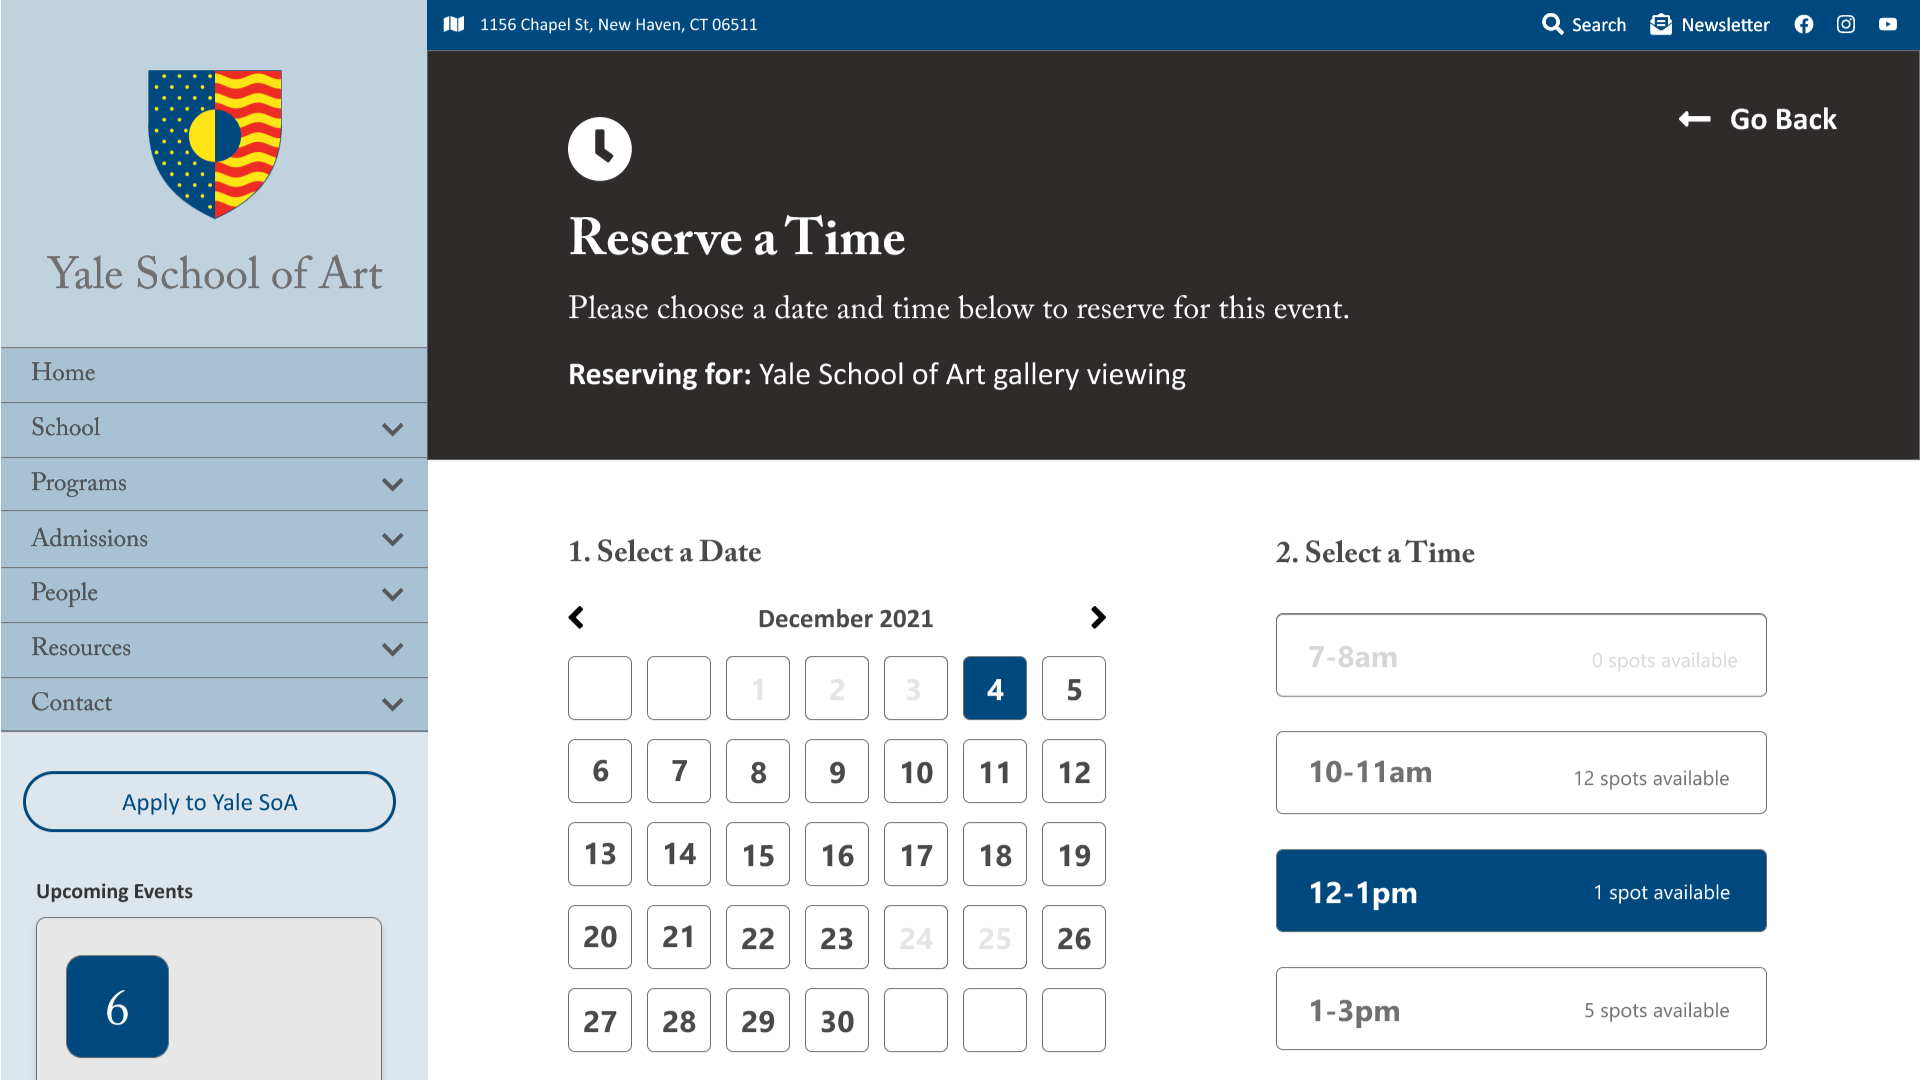 1156 Chapel St, New Haven, CT 06511
Search
Newsletter
Yale School of Art
Home
School
Programs
Admissions
People
Resources
Contact
Apply to Yale SoA
Upcoming Events
6
Go Back
Reserve a Time
Please choose a date and time below to reserve for this event.
Reserving for: Yale School of Art gallery viewing
1. Select a Date
December 2021
1 2 3 4 5
6 7 8 9 10 11 12
13 14 15 16 17 18 19
20 21 22 23 24 25 26
27 28 29 30
2. Select a Time
7-8am 0 spots available
10-11am 12 spots available
12-1pm 1 spot available
1-3pm 5 spots available